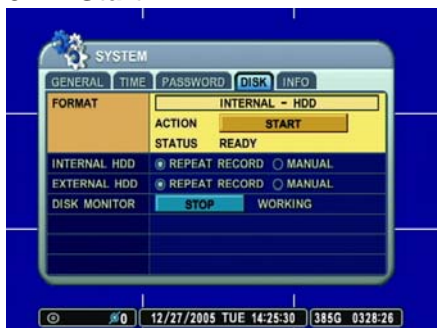 SYSTEM
GENERAL TIME PASSWORD DISK INFO
FORMAT INTERNAL - HDD
ACTION START
STATUS READY
INTERNAL HDD REPEAT RECORD MANUAL
EXTERNAL HDD REPEAT RECORD MANUAL
DISK MONITOR STOP WORKING
0 12/27/2005 TUE 14:25:30 385G 0328:26